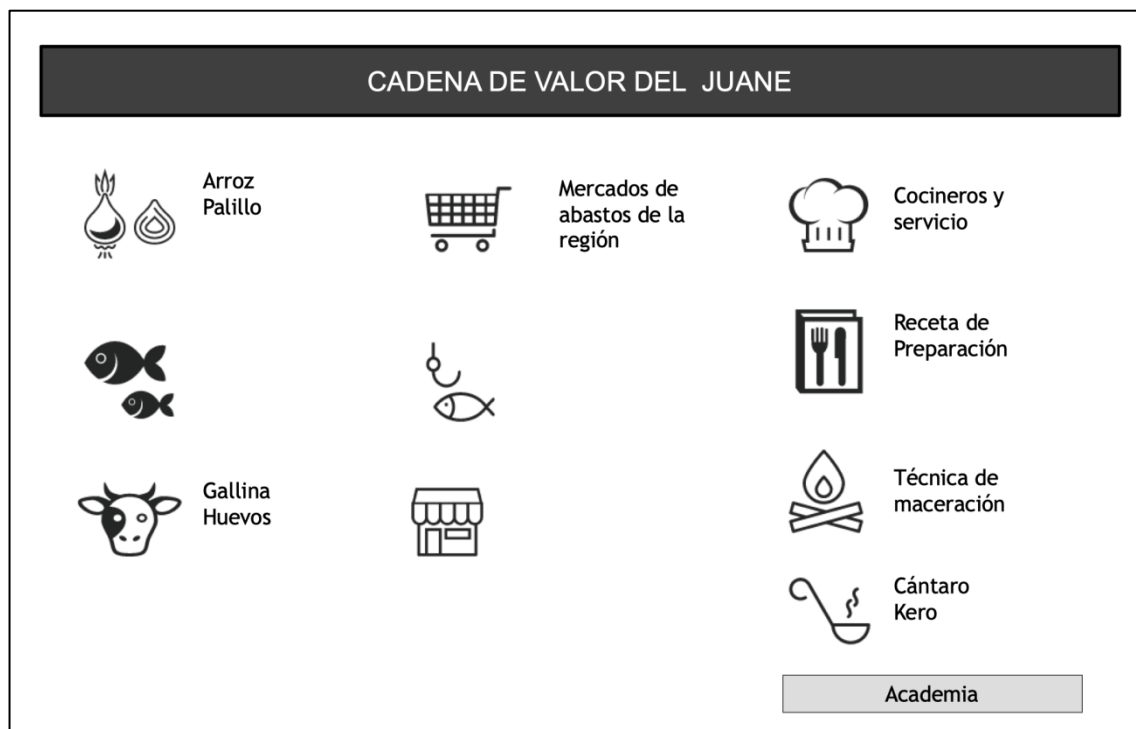 CADENA DE VALOR DEL JUANE
Arroz
Palillo
Mercados de
abastos de la
región
Cocineros y
servicio
Receta de
Preparación
Gallina
Huevos
Técnica de
maceración
Cántaro
Kero
Academia